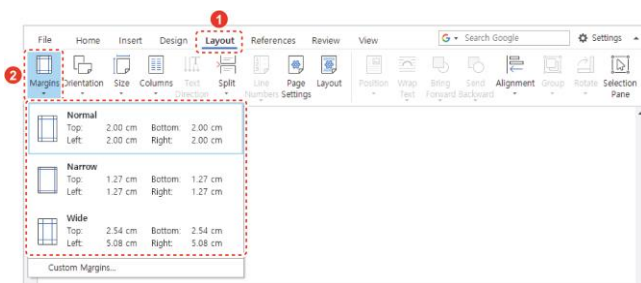 1
File Home Insert Design Layout References Review View G Search Google Settings
2
Margins Orientation Size Columns Text Direction Split Line Numbers Page Settings Layout Position Wrap Text Bring Forward Send Backward Alignment Group Rotate Selection Pane
Normal
Top: 2.00 cm Bottom: 2.00 cm
Left: 2.00 cm Right: 2.00 cm
Narrow
Top: 1.27 cm Bottom: 1.27 cm
Left: 1.27 cm Right: 1.27 cm
Wide
Top: 2.54 cm Bottom: 2.54 cm
Left: 5.08 cm Right: 5.08 cm
Custom Margins...